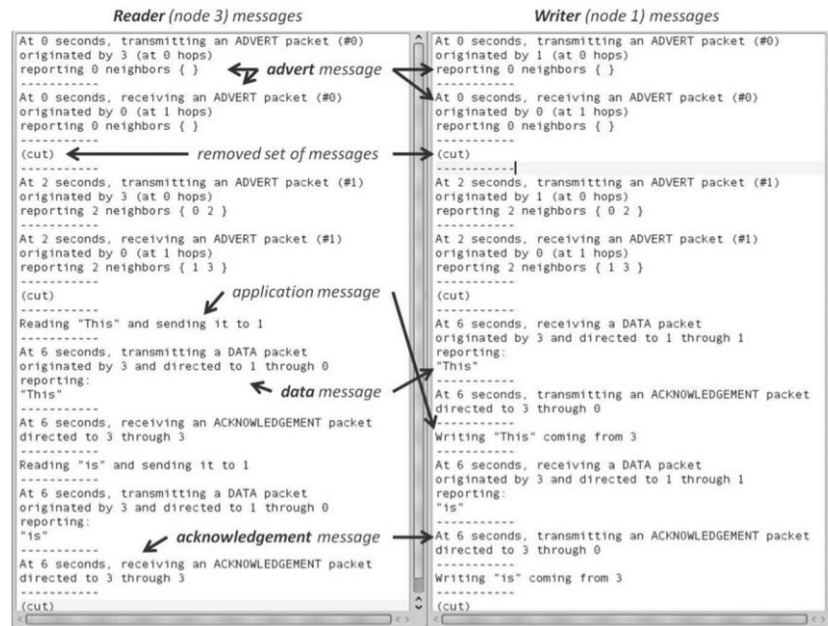 Reader (node 3) messages
At 0 seconds, transmitting an ADVERT packet (#0)
originated by 3 (at 0 hops)
reporting 0 neighbors { }
-----------
At 0 seconds, receiving an ADVERT packet (#0)
originated by 0 (at 1 hops)
reporting 0 neighbors { }
-----------
(cut)
-----------
At 2 seconds, transmitting an ADVERT packet (#1)
originated by 3 (at 0 hops)
reporting 2 neighbors { 0 2 }
-----------
At 2 seconds, receiving an ADVERT packet (#1)
originated by 0 (at 1 hops)
reporting 2 neighbors { 1 3 }
-----------
(cut)
-----------
Reading "This" and sending it to 1
-----------
At 6 seconds, transmitting a DATA packet
originated by 3 and directed to 1 through 0
reporting:
"This"
-----------
At 6 seconds, receiving an ACKNOWLEDGEMENT packet
directed to 3 through 3
-----------
Reading "is" and sending it to 1
-----------
At 6 seconds, transmitting a DATA packet
originated by 3 and directed to 1 through 0
reporting:
"is"
-----------
At 6 seconds, receiving an ACKNOWLEDGEMENT packet
directed to 3 through 3
-----------
(cut)
advert message
removed set of messages
application message
data message
acknowledgement message
Writer (node 1) messages
At 0 seconds, transmitting an ADVERT packet (#0)
originated by 1 (at 0 hops)
reporting 0 neighbors { }
-----------
At 0 seconds, receiving an ADVERT packet (#0)
originated by 0 (at 1 hops)
reporting 0 neighbors { }
-----------
(cut)
-----------
At 2 seconds, transmitting an ADVERT packet (#1)
originated by 1 (at 0 hops)
reporting 2 neighbors { 0 2 }
-----------
At 2 seconds, receiving an ADVERT packet (#1)
originated by 0 (at 1 hops)
reporting 2 neighbors { 1 3 }
-----------
(cut)
-----------
At 6 seconds, receiving a DATA packet
originated by 3 and directed to 1 through 1
reporting:
"This"
-----------
At 6 seconds, transmitting an ACKNOWLEDGEMENT packet
directed to 3 through 0
-----------
Writing "This" coming from 3
-----------
At 6 seconds, receiving a DATA packet
originated by 3 and directed to 1 through 1
reporting:
"is"
-----------
At 6 seconds, transmitting an ACKNOWLEDGEMENT packet
directed to 3 through 0
-----------
Writing "is" coming from 3
-----------
(cut)